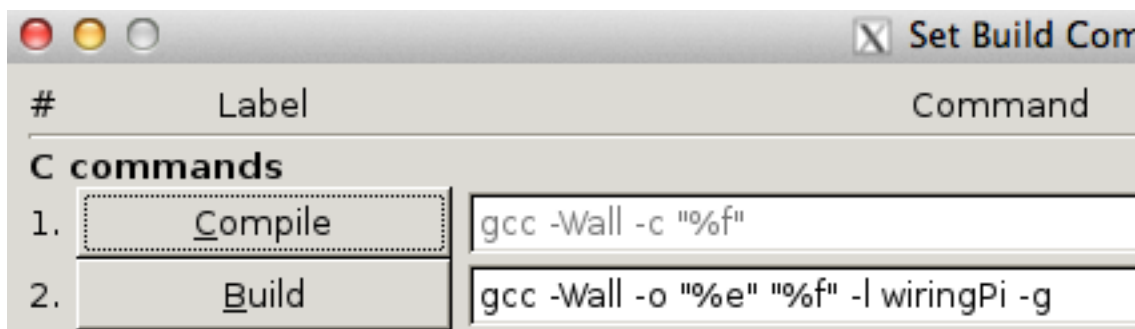 Set Build Com
# Label Command
C commands
1. Compile gcc -Wall -c "%f"
2. Build gcc -Wall -o "%e" "%f" -l wiringPi -g